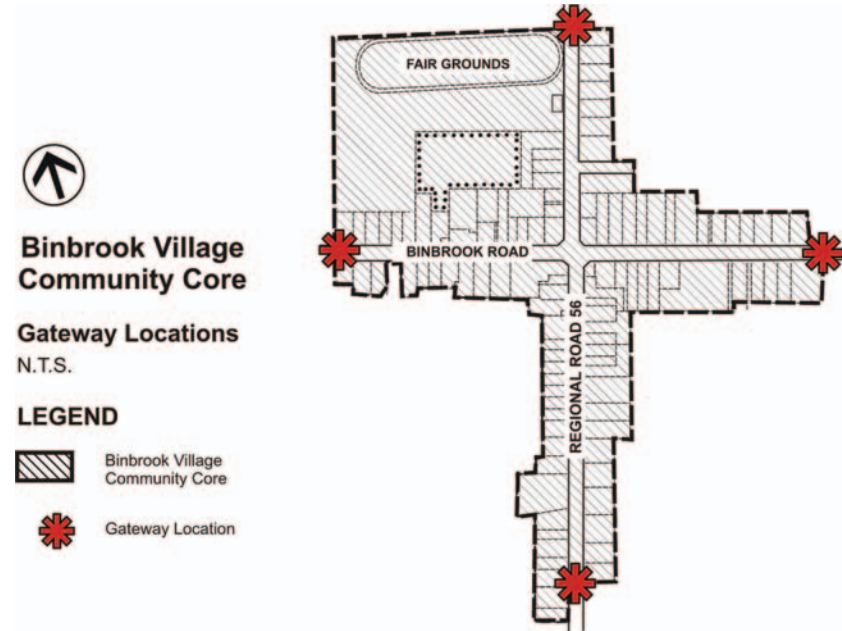 FAIR GROUNDS
BINBROOK ROAD
REGIONAL ROAD 56
Binbrook Village
Community Core
Gateway Locations
N.T.S.
LEGEND
Binbrook Village
Community Core
Gateway Location